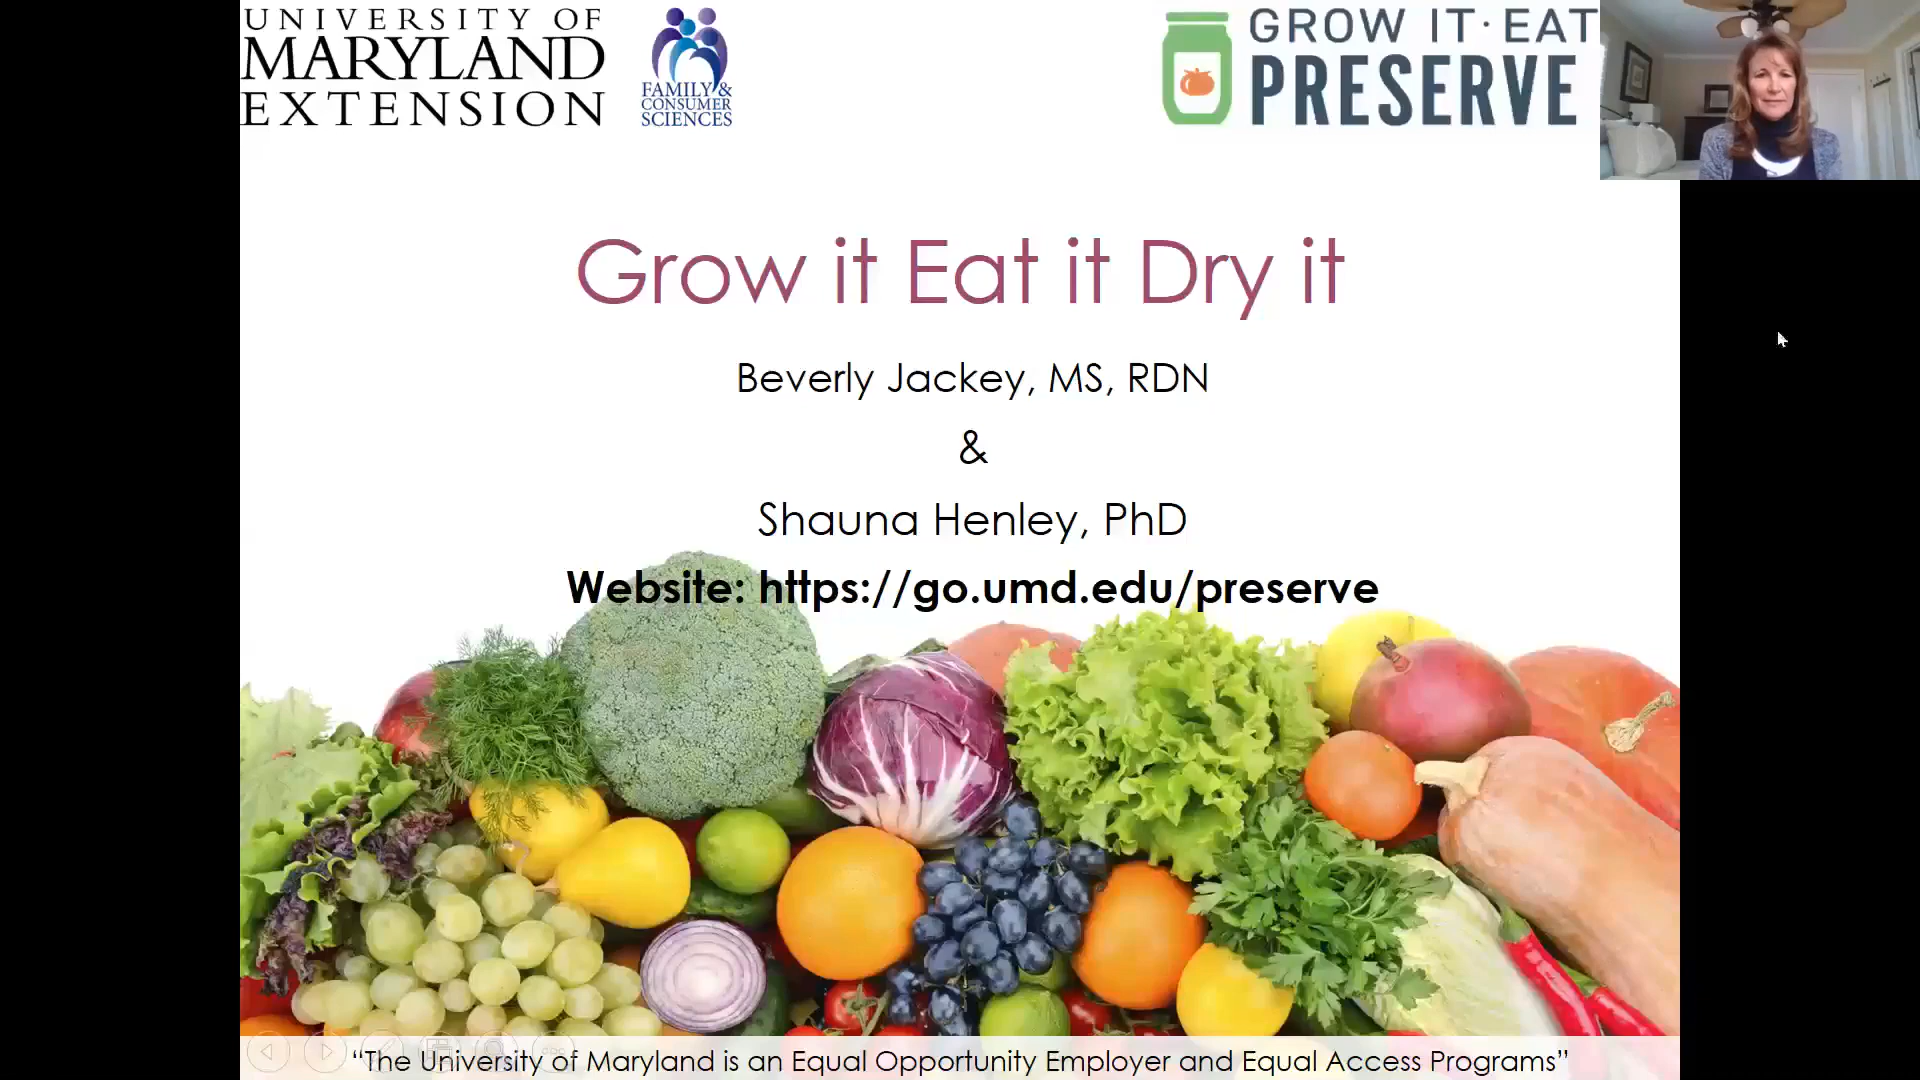 UNIVERSITY OF
MARYLAND
EXTENSION
FAMILY &
CONSUMER
SCIENCES
GROW IT · EAT
PRESERVE
Grow it Eat it Dry it
Beverly Jackey, MS, RDN
&
Shauna Henley, PhD
Website: https://go.umd.edu/preserve
“The University of Maryland is an Equal Opportunity Employer and Equal Access Programs”